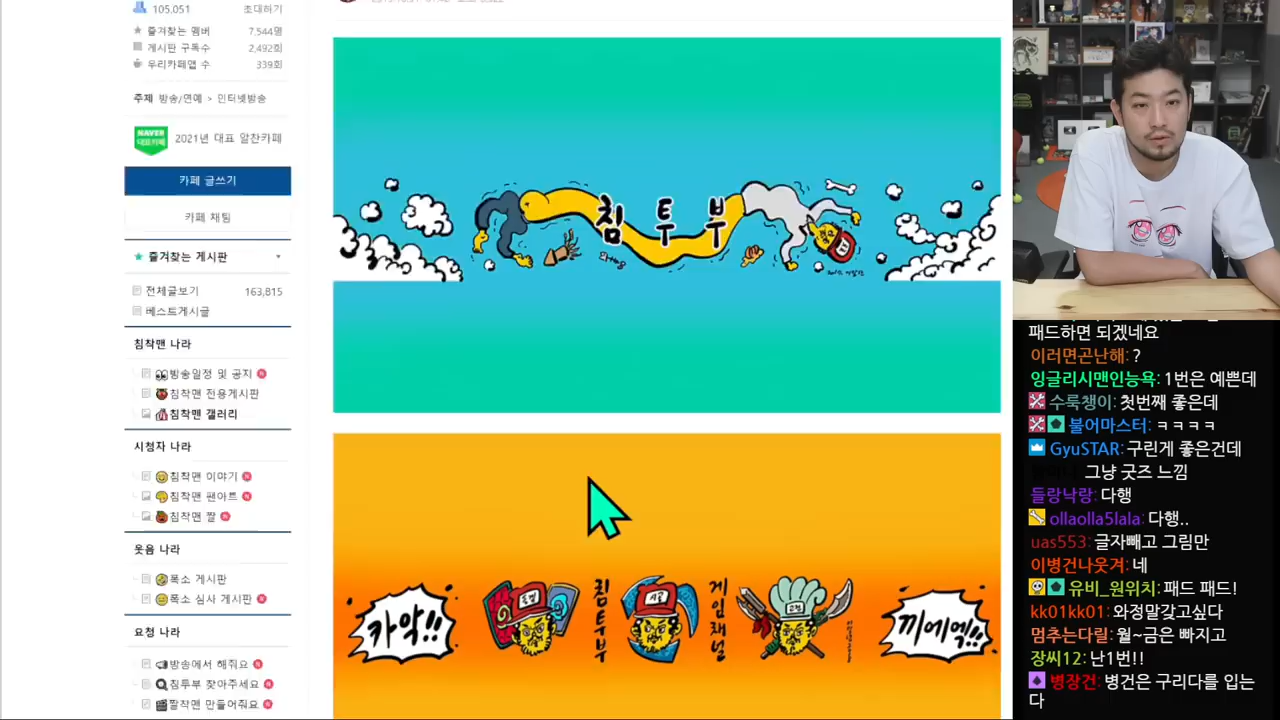 105.051
초대하기
즐겨찾는 멤버 7,544명
게시판 구독수 2,492회
우리카페앱 수 339회
주제 방송/연예 > 인터넷방송
NAVER
대표카페
2021년 대표 알찬카페
카페 글쓰기
카페 채팅
즐겨찾는 게시판
전체글보기 163,815
베스트게시글
침착맨 나라
방송일정 및 공지 N
침착맨 전용게시판
침착맨 갤러리
시청자 나라
침착맨 이야기 N
침착맨 팬아트 N
침착맨 짤 N
웃음 나라
폭소 게시판
폭소 심사 게시판 N
요청 나라
방송에서 해줘요 N
침투부 찾아주세요 N
짤착맨 만들어줘요 N
침 투 부
카악!!
침투부
게임채널
끼에엑!!
패드하면 되겠네요
이러면곤난해: ?
잉글리시맨인능욕: 1번은 예쁜데
수룩챙이: 첫번째 좋은데
불어마스터: ㅋㅋㅋㅋ
GyuSTAR: 구린게 좋은건데
그냥 굿즈 느낌
들랑낙랑: 다행
ollaolla5lala: 다행..
uas553: 글자빼고 그림만
이병건나웃겨: 네
유비_원위치: 패드 패드!
kk01kk01: 와정말갖고싶다
멈추는다릴: 월~금은 빠지고
장씨12: 난1번!!
병장건: 병건은 구리다를 입는
다